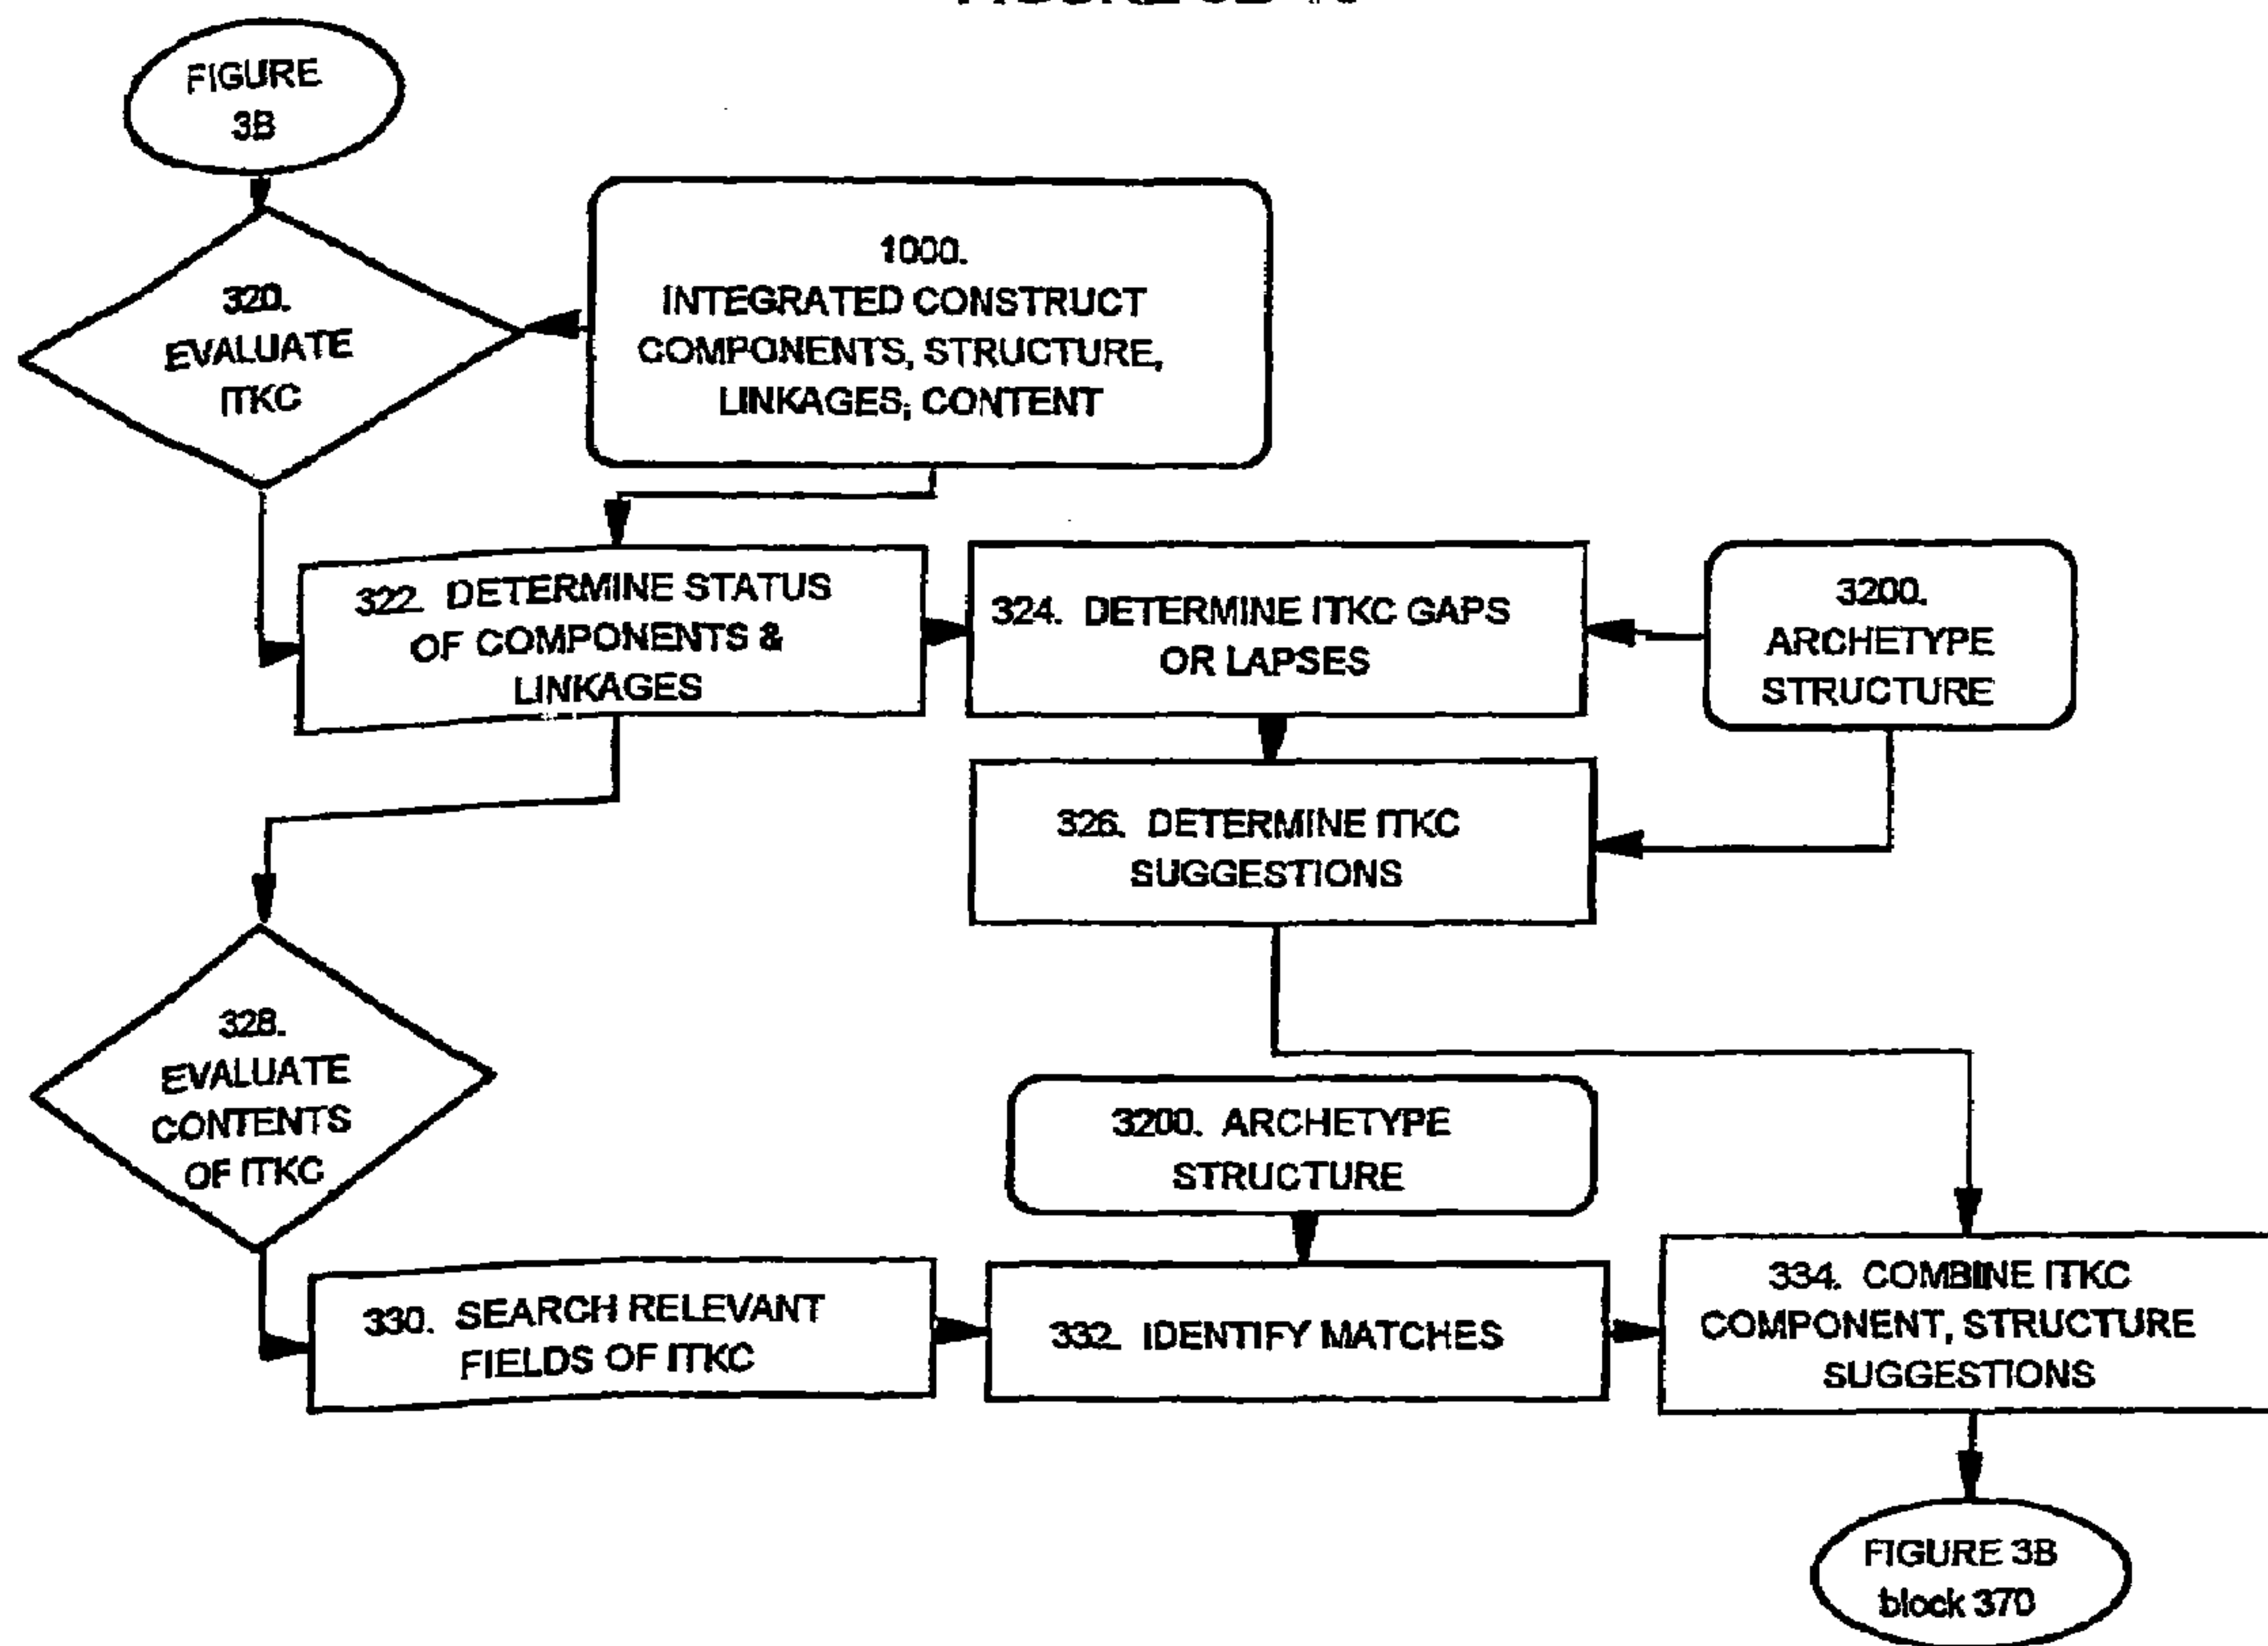 FIGURE
3B
320.
EVALUATE
ITKC
1000.
INTEGRATED CONSTRUCT
COMPONENTS, STRUCTURE,
LINKAGES, CONTENT
322. DETERMINE STATUS
OF COMPONENTS &
LINKAGES
324. DETERMINE ITKC GAPS
OR LAPSES
3200.
ARCHETYPE
STRUCTURE
326. DETERMINE ITKC
SUGGESTIONS
328.
EVALUATE
CONTENTS
OF ITKC
3200. ARCHETYPE
STRUCTURE
330. SEARCH RELEVANT
FIELDS OF ITKC
332. IDENTIFY MATCHES
334. COMBINE ITKC
COMPONENT, STRUCTURE
SUGGESTIONS
FIGURE 3B
block 370